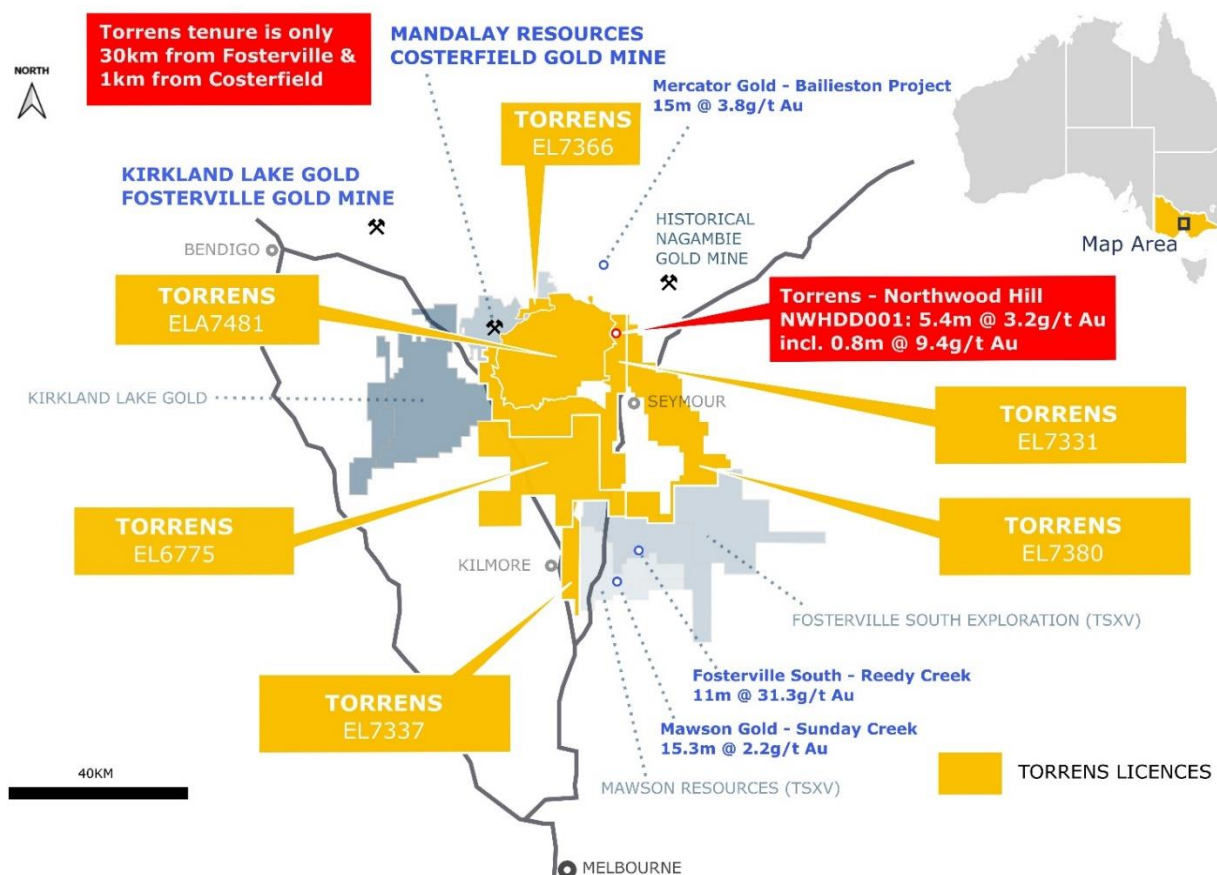 Torrens tenure is only
30km from Fosterville &
1km from Costerfield
MANDALAY RESOURCES
COSTERFIELD GOLD MINE
NORTH
Mercator Gold - Bailieston Project
15m @ 3.8g/t Au
TORRENS
EL7366
KIRKLAND LAKE GOLD
FOSTERVILLE GOLD MINE
HISTORICAL
NAGAMBIE
GOLD MINE
BENDIGO
Map Area
TORRENS
ELA7481
Torrens - Northwood Hill
NWHDD001: 5.4m @ 3.2g/t Au
incl. 0.8m @ 9.4g/t Au
KIRKLAND LAKE GOLD
SEYMOUR
TORRENS
EL7331
TORRENS
EL6775
TORRENS
EL7380
KILMORE
FOSTERVILLE SOUTH EXPLORATION (TSXV)
TORRENS
EL7337
Fosterville South - Reedy Creek
11m @ 31.3g/t Au
Mawson Gold - Sunday Creek
15.3m @ 2.2g/t Au
40KM
MAWSON RESOURCES (TSXV)
TORRENS LICENCES
MELBOURNE